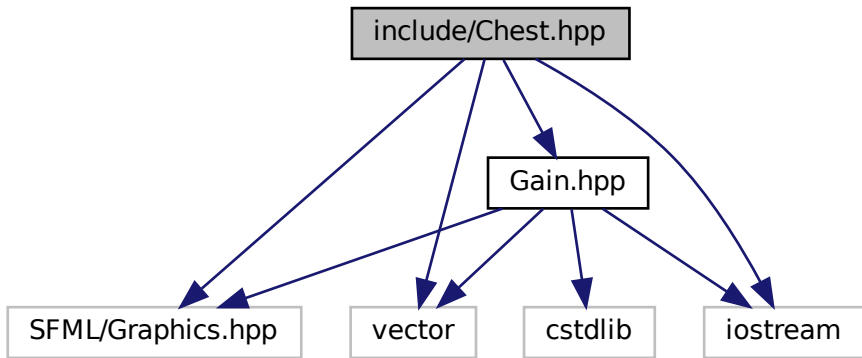 include/Chest.hpp
Gain.hpp
SFML/Graphics.hpp
vector
cstdlib
iostream